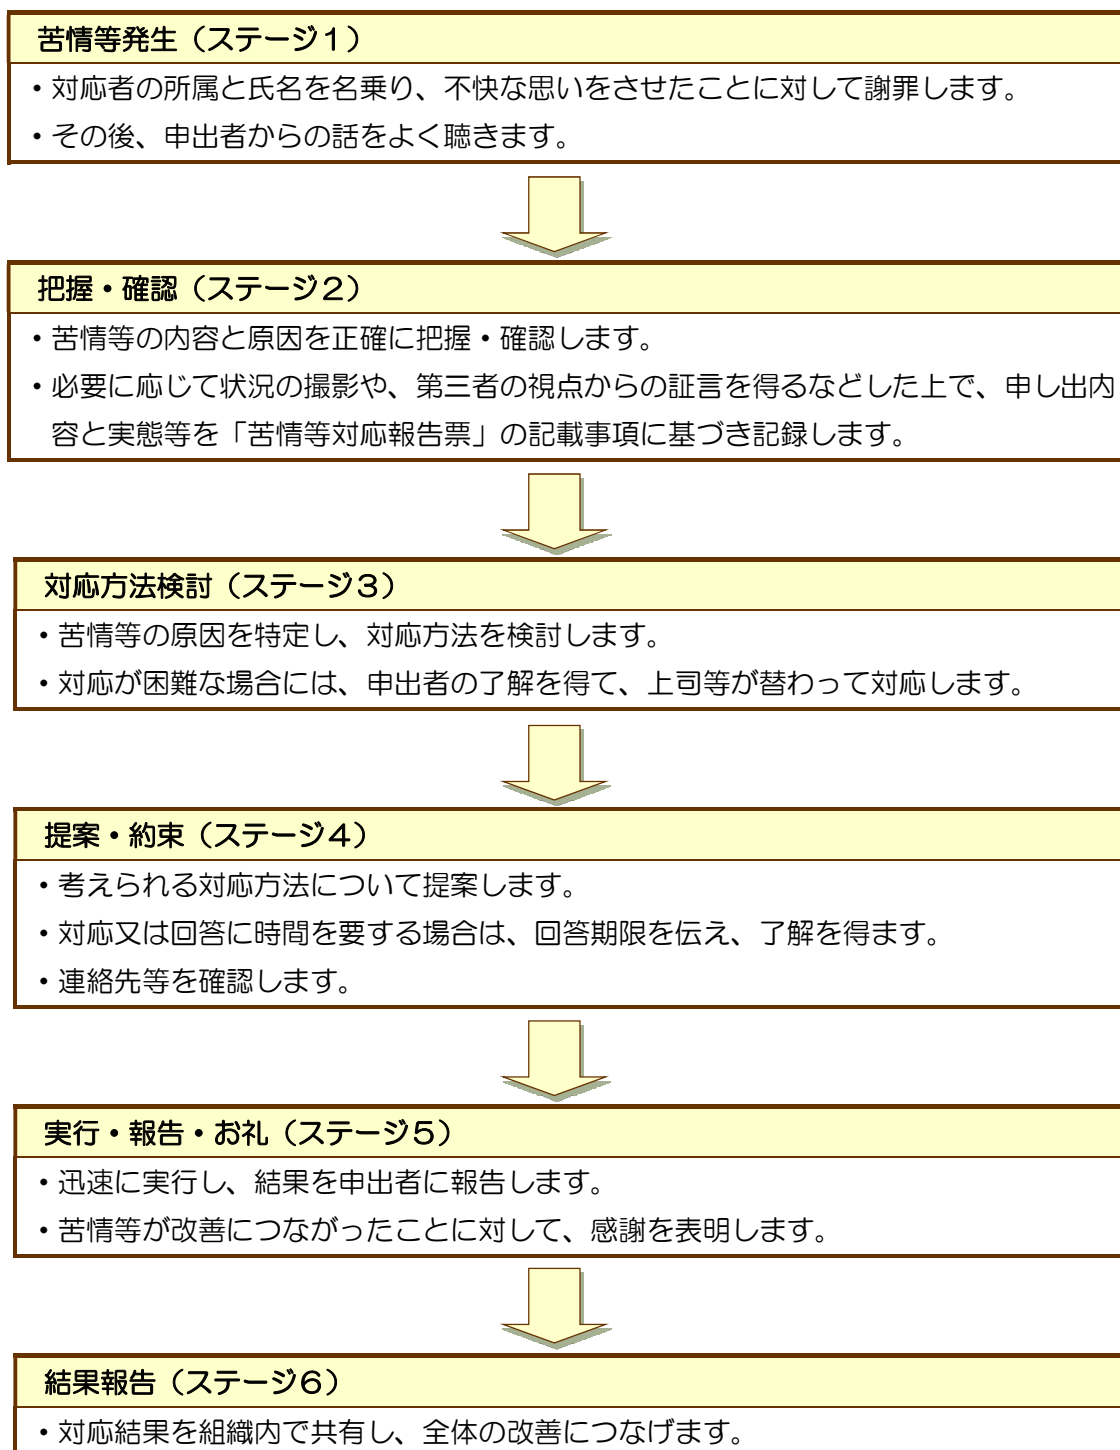 苦情等発生（ステージ１）
・対応者の所属と氏名を名乗り、不快な思いをさせたことに対して謝罪します。
・その後、申出者からの話をよく聴きます。
把握・確認（ステージ２）
・苦情等の内容と原因を正確に把握・確認します。
・必要に応じて状況の撮影や、第三者の視点からの証言を得るなどした上で、申し出内
容と実態等を「苦情等対応報告票」の記載事項に基づき記録します。
対応方法検討（ステージ３）
・苦情等の原因を特定し、対応方法を検討します。
・対応が困難な場合には、申出者の了解を得て、上司等が替わって対応します。
提案・約束（ステージ４）
・考えられる対応方法について提案します。
・対応又は回答に時間を要する場合は、回答期限を伝え、了解を得ます。
・連絡先等を確認します。
実行・報告・お礼（ステージ５）
・迅速に実行し、結果を申出者に報告します。
・苦情等が改善につながったことに対して、感謝を表明します。
結果報告（ステージ６）
・対応結果を組織内で共有し、全体の改善につなげます。